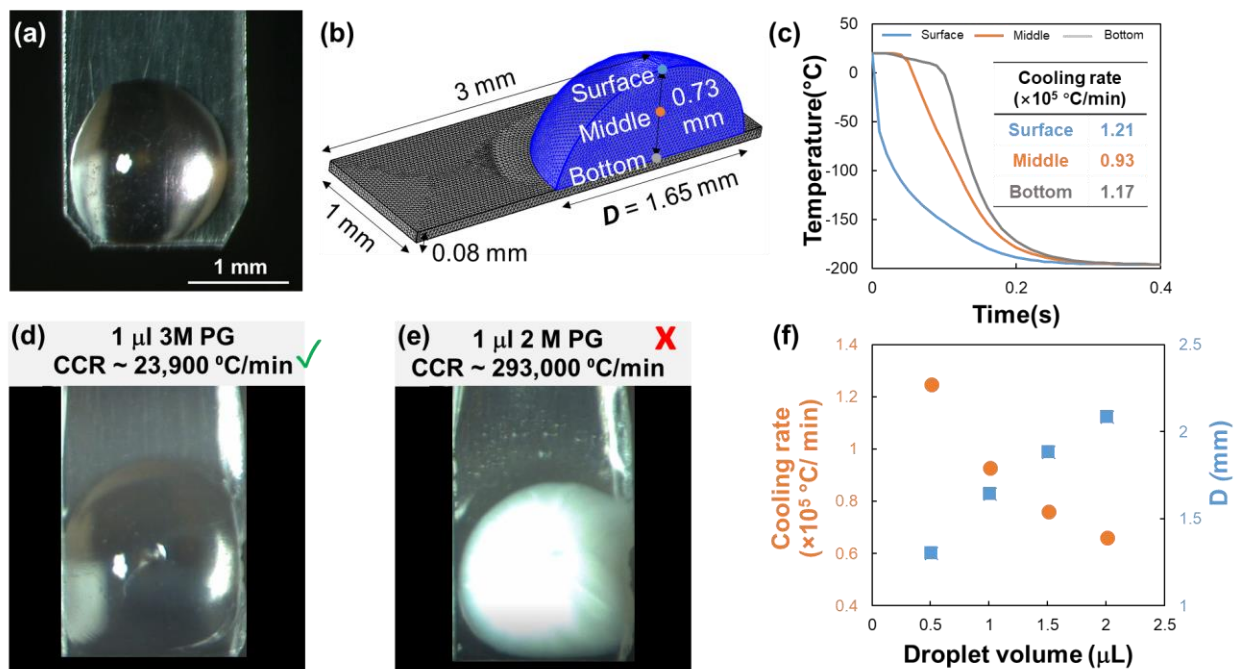 (a)
1 mm
(b)
3 mm
Surface
Middle
Bottom
0.73
mm
1 mm
0.08 mm
D = 1.65 mm
(c)
Temperature(°C)
50
0
-50
-100
-150
-200
0
0.2
0.4
Time(s)
Surface
Middle
Bottom
Cooling rate
(×10⁵ °C/min)
Surface 1.21
Middle 0.93
Bottom 1.17
(d)
1 μl 3M PG
CCR ~ 23,900 ⁰C/min ✓
(e)
1 μl 2 M PG X
CCR ~ 293,000 ⁰C/min
(f)
Cooling rate
(×10⁵ °C/ min)
1.4
1.2
1
0.8
0.6
0.4
0
0.5
1
1.5
2
2.5
Droplet volume (μL)
2.5
2
1.5
1
D (mm)